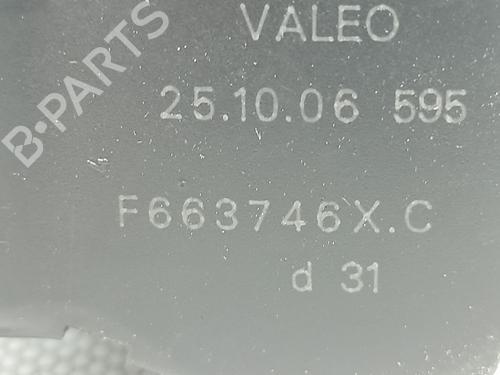 VALEO
25.10.06 595
F663746X.C
d 31
B-PARTS